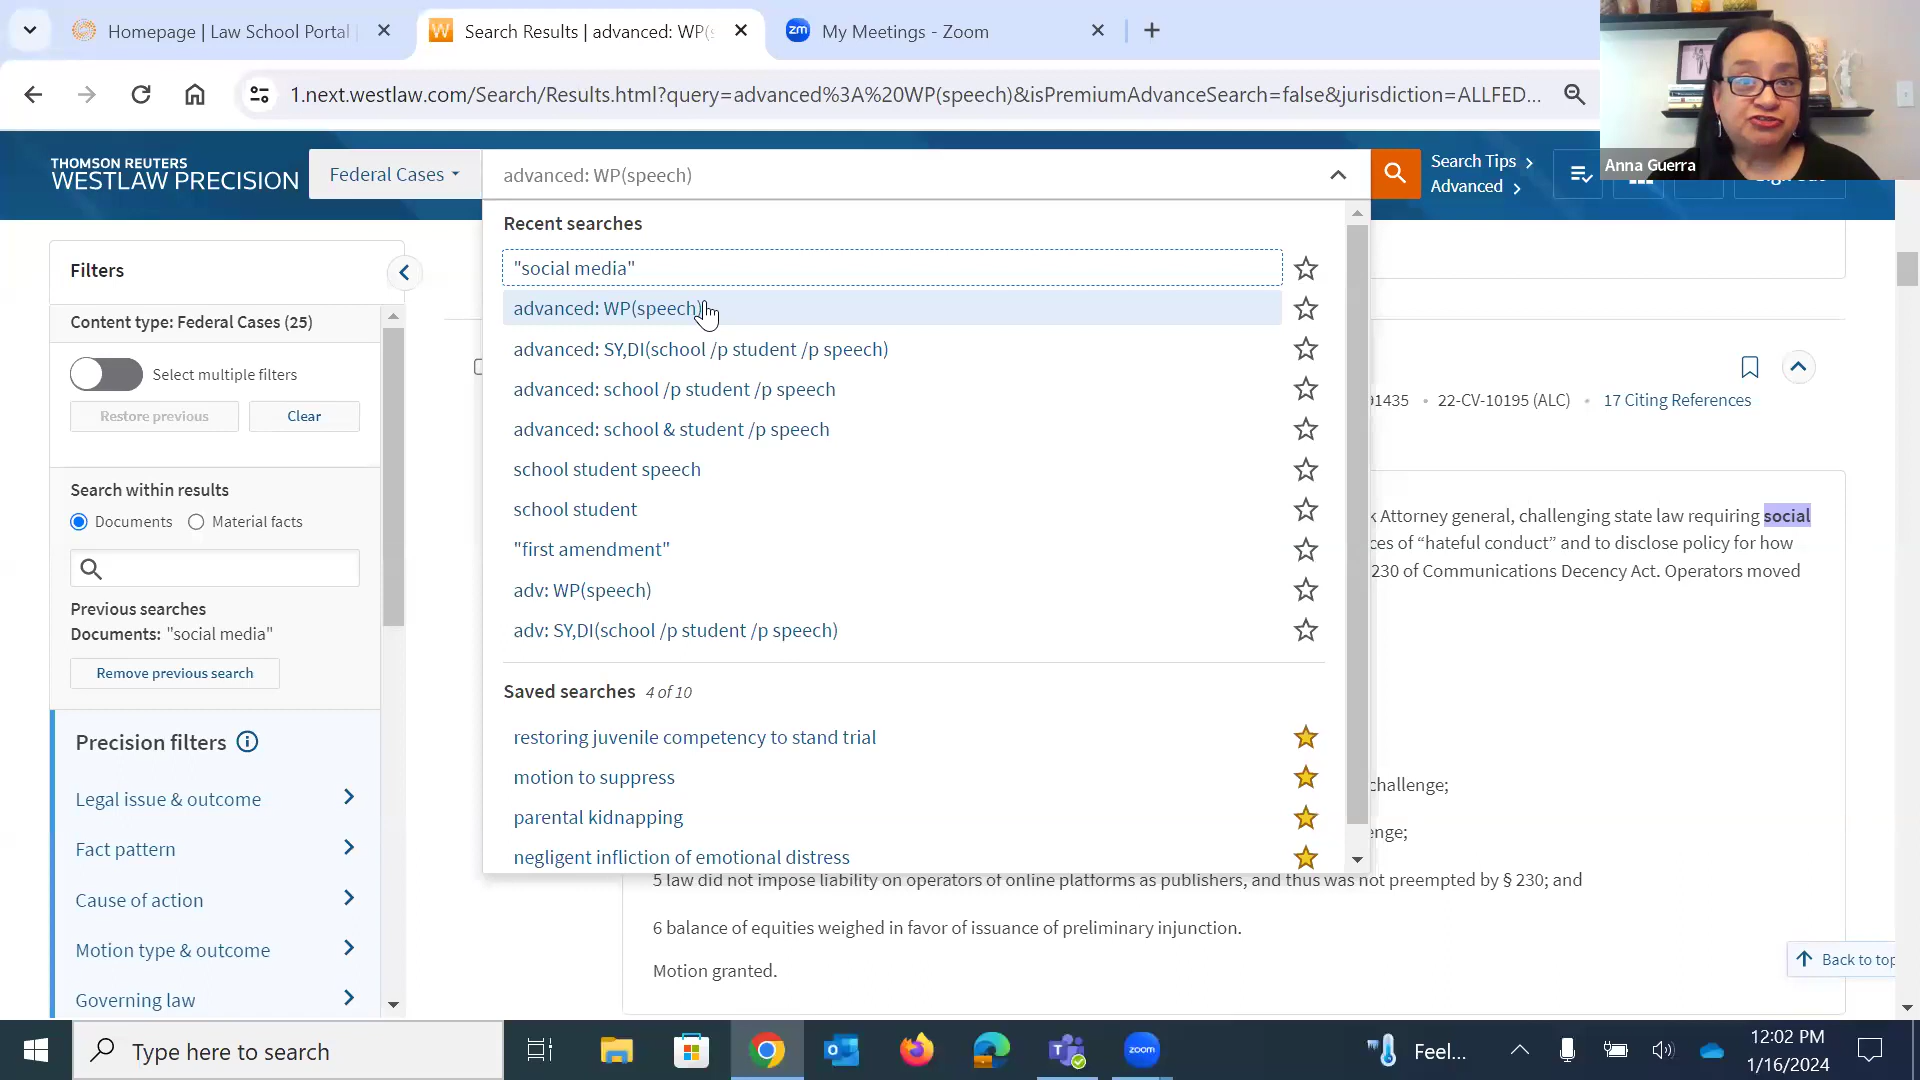 Homepage | Law School Portal
Search Results | advanced: WP(s
My Meetings - Zoom
1.next.westlaw.com/Search/Results.html?query=advanced%3A%20WP(speech)&isPremiumAdvanceSearch=false&jurisdiction=ALLFED...
THOMSON REUTERS
WESTLAW PRECISION
Federal Cases
advanced: WP(speech)
Search Tips
Advanced
Anna Guerra
Filters
Content type: Federal Cases (25)
Select multiple filters
Restore previous
Clear
Search within results
Documents
Material facts
Previous searches
Documents: "social media"
Remove previous search
Precision filters
Legal issue & outcome
Fact pattern
Cause of action
Motion type & outcome
Governing law
Recent searches
"social media"
advanced: WP(speech)
advanced: SY,DI(school /p student /p speech)
advanced: school /p student /p speech
advanced: school & student /p speech
school student speech
school student
"first amendment"
adv: WP(speech)
adv: SY,DI(school /p student /p speech)
Saved searches 4 of 10
restoring juvenile competency to stand trial
motion to suppress
parental kidnapping
negligent infliction of emotional distress
91435 • 22-CV-10195 (ALC) • 17 Citing References
k Attorney general, challenging state law requiring social
ces of “hateful conduct” and to disclose policy for how
230 of Communications Decency Act. Operators moved
challenge;
enge;
5 law did not impose liability on operators of online platforms as publishers, and thus was not preempted by § 230; and
6 balance of equities weighed in favor of issuance of preliminary injunction.
Motion granted.
Back to top
Type here to search
zoom
Feel...
12:02 PM
1/16/2024